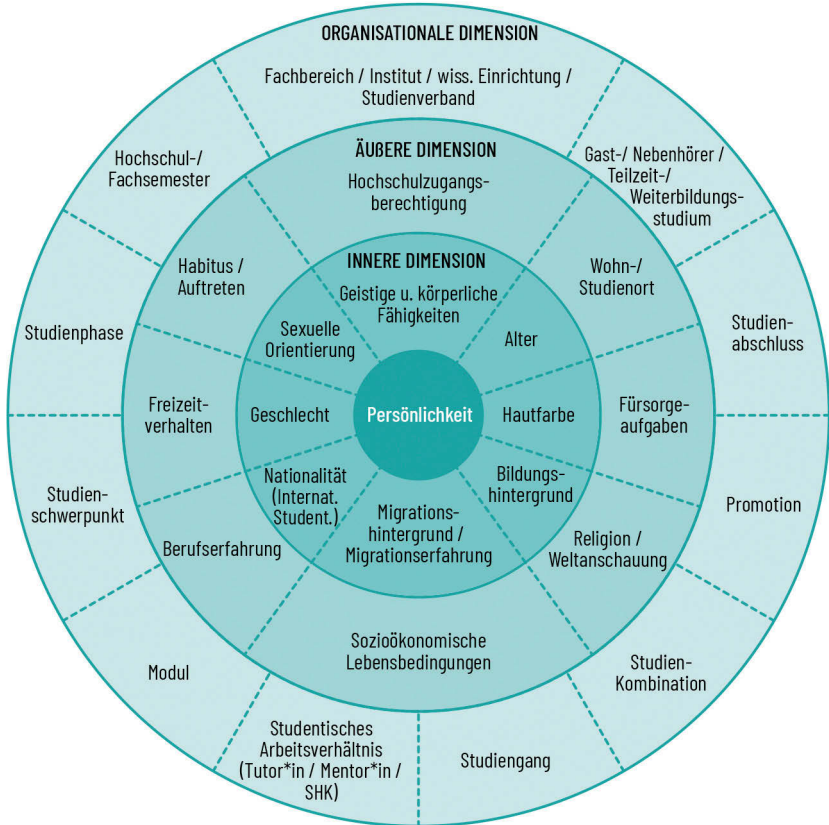 ORGANISATIONALE DIMENSION
Fachbereich / Institut / wiss. Einrichtung /
Studienverband
Gast-/ Nebenhörer /
Teilzeit-/
Weiterbildungs-
studium
Studien-
abschluss
Promotion
Studien-
Kombination
Studiengang
Studentisches
Arbeitsverhältnis
(Tutor*in / Mentor*in /
SHK)
Modul
Studien-
schwerpunkt
Studienphase
Hochschul-/
Fachsemester
ÄUßERE DIMENSION
Hochschulzugangs-
berechtigung
Wohn-/
Studienort
Fürsorge-
aufgaben
Religion /
Weltanschauung
Sozioökonomische
Lebensbedingungen
Berufserfahrung
Freizeit-
verhalten
Habitus /
Auftreten
INNERE DIMENSION
Geistige u. körperliche
Fähigkeiten
Alter
Hautfarbe
Bildungs-
hintergrund
Migrations-
hintergrund /
Migrationserfahrung
Nationalität
(Internat.
Student.)
Geschlecht
Sexuelle
Orientierung
Persönlichkeit